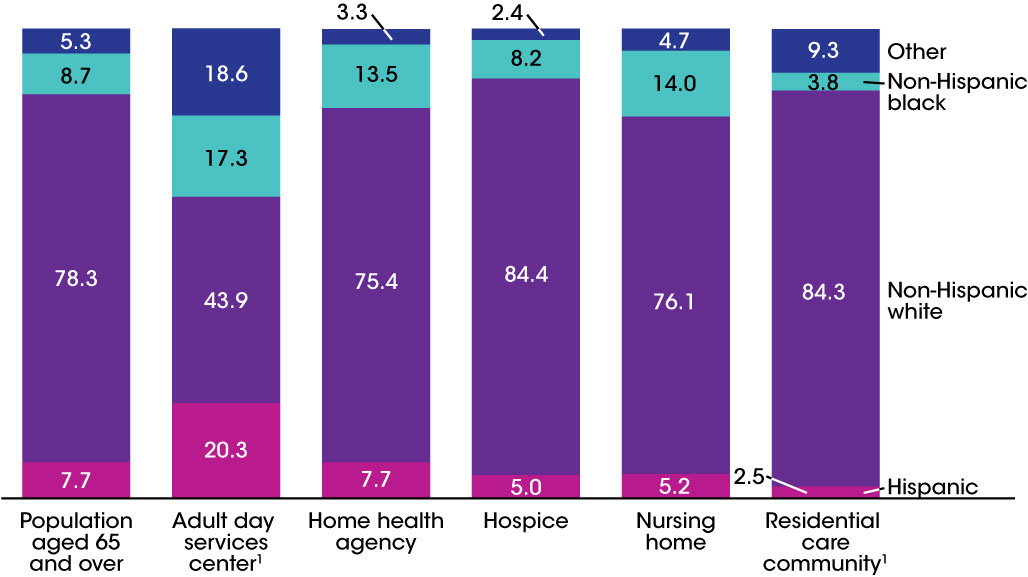 3.3
2.4
5.3
8.7
78.3
7.7
18.6
17.3
43.9
20.3
13.5
75.4
7.7
8.2
84.4
5.0
4.7
14.0
76.1
5.2
9.3
3.8
84.3
2.5
Other
Non-Hispanic
black
Non-Hispanic
white
Hispanic
Population
aged 65
and over
Adult day
services
center¹
Home health
agency
Hospice
Nursing
home
Residential
care
community¹